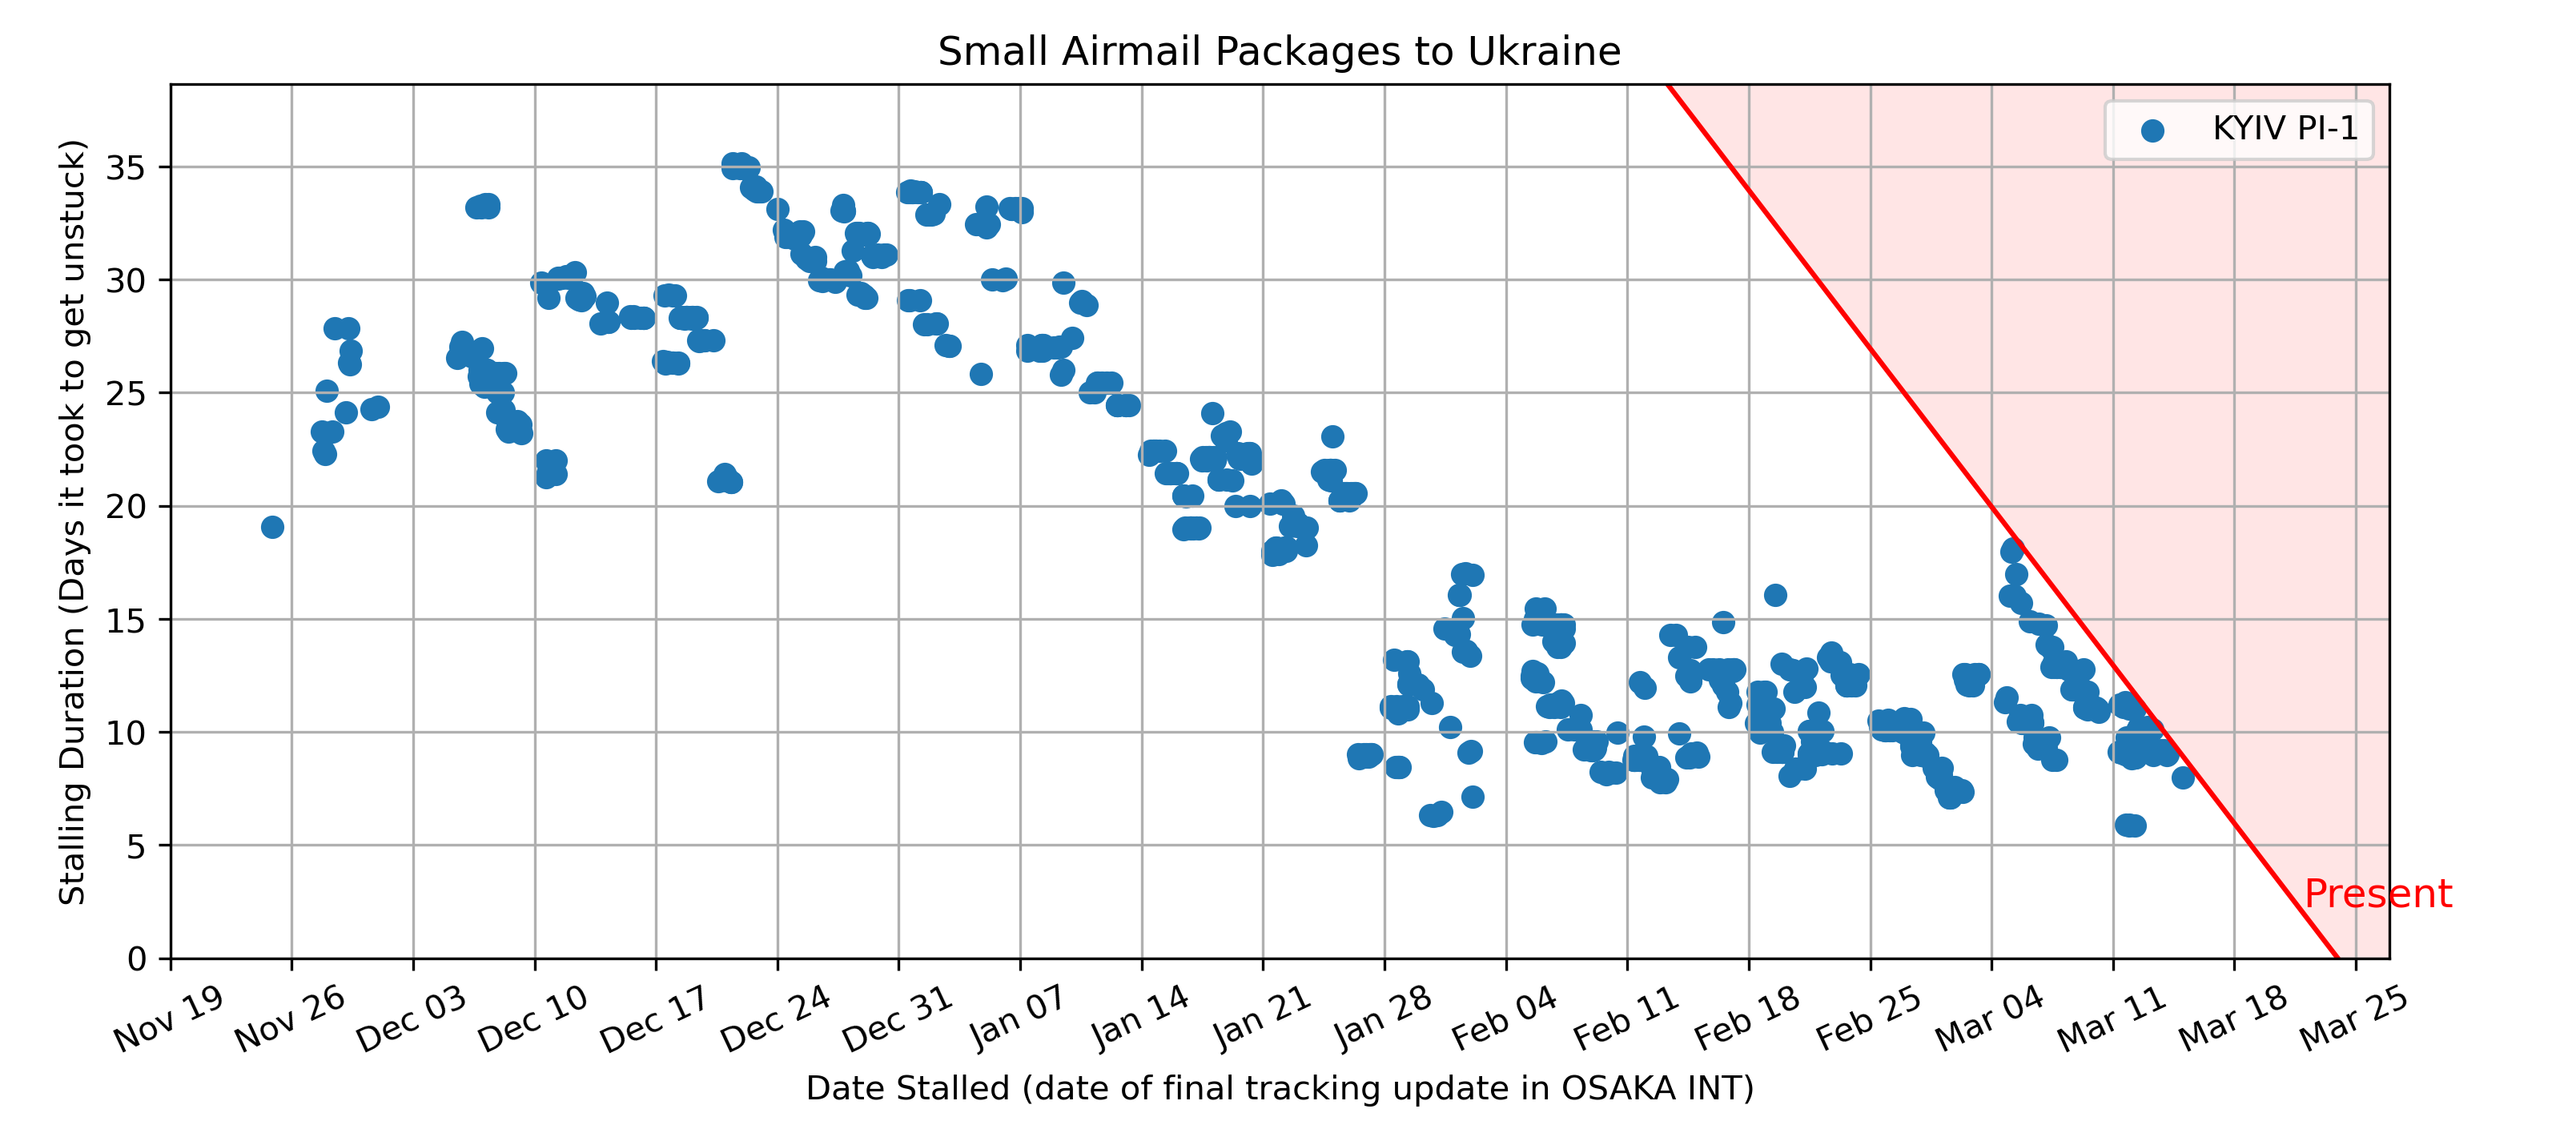 Small Airmail Packages to Ukraine
KYIV PI-1
Stalling Duration (Days it took to get unstuck)
35
30
25
20
15
10
5
0
Present
Nov 19
Nov 26
Dec 03
Dec 10
Dec 17
Dec 24
Dec 31
Jan 07
Jan 14
Jan 21
Jan 28
Feb 04
Feb 11
Feb 18
Feb 25
Mar 04
Mar 11
Mar 18
Mar 25
Date Stalled (date of final tracking update in OSAKA INT)